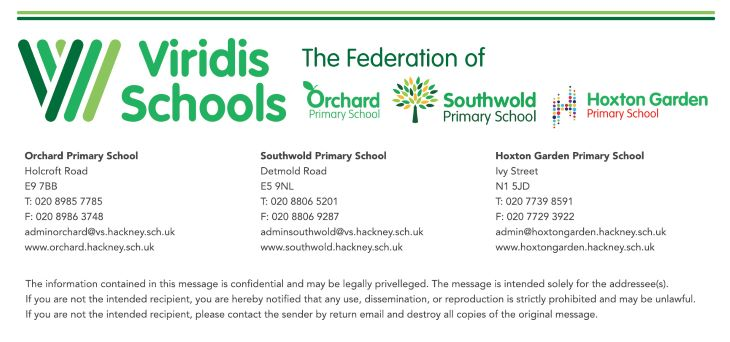 Viridis
Schools
The Federation of
Orchard
Primary School
Southwold
Primary School
Hoxton Garden
Primary School
Orchard Primary School
Holcroft Road
E9 7BB
T: 020 8985 7785
F: 020 8986 3748
adminorchard@vs.hackney.sch.uk
www.orchard.hackney.sch.uk
Southwold Primary School
Detmold Road
E5 9NL
T: 020 8806 5201
F: 020 8806 9287
adminsouthwold@vs.hackney.sch.uk
www.southwold.hackney.sch.uk
Hoxton Garden Primary School
Ivy Street
N1 5JD
T: 020 7739 8591
F: 020 7729 3922
admin@hoxtongarden.hackney.sch.uk
www.hoxtongarden.hackney.sch.uk
The information contained in this message is confidential and may be legally privelleged. The message is intended solely for the addressee(s).
If you are not the intended recipient, you are hereby notified that any use, dissemination, or reproduction is strictly prohibited and may be unlawful.
If you are not the intended recipient, please contact the sender by return email and destroy all copies of the original message.